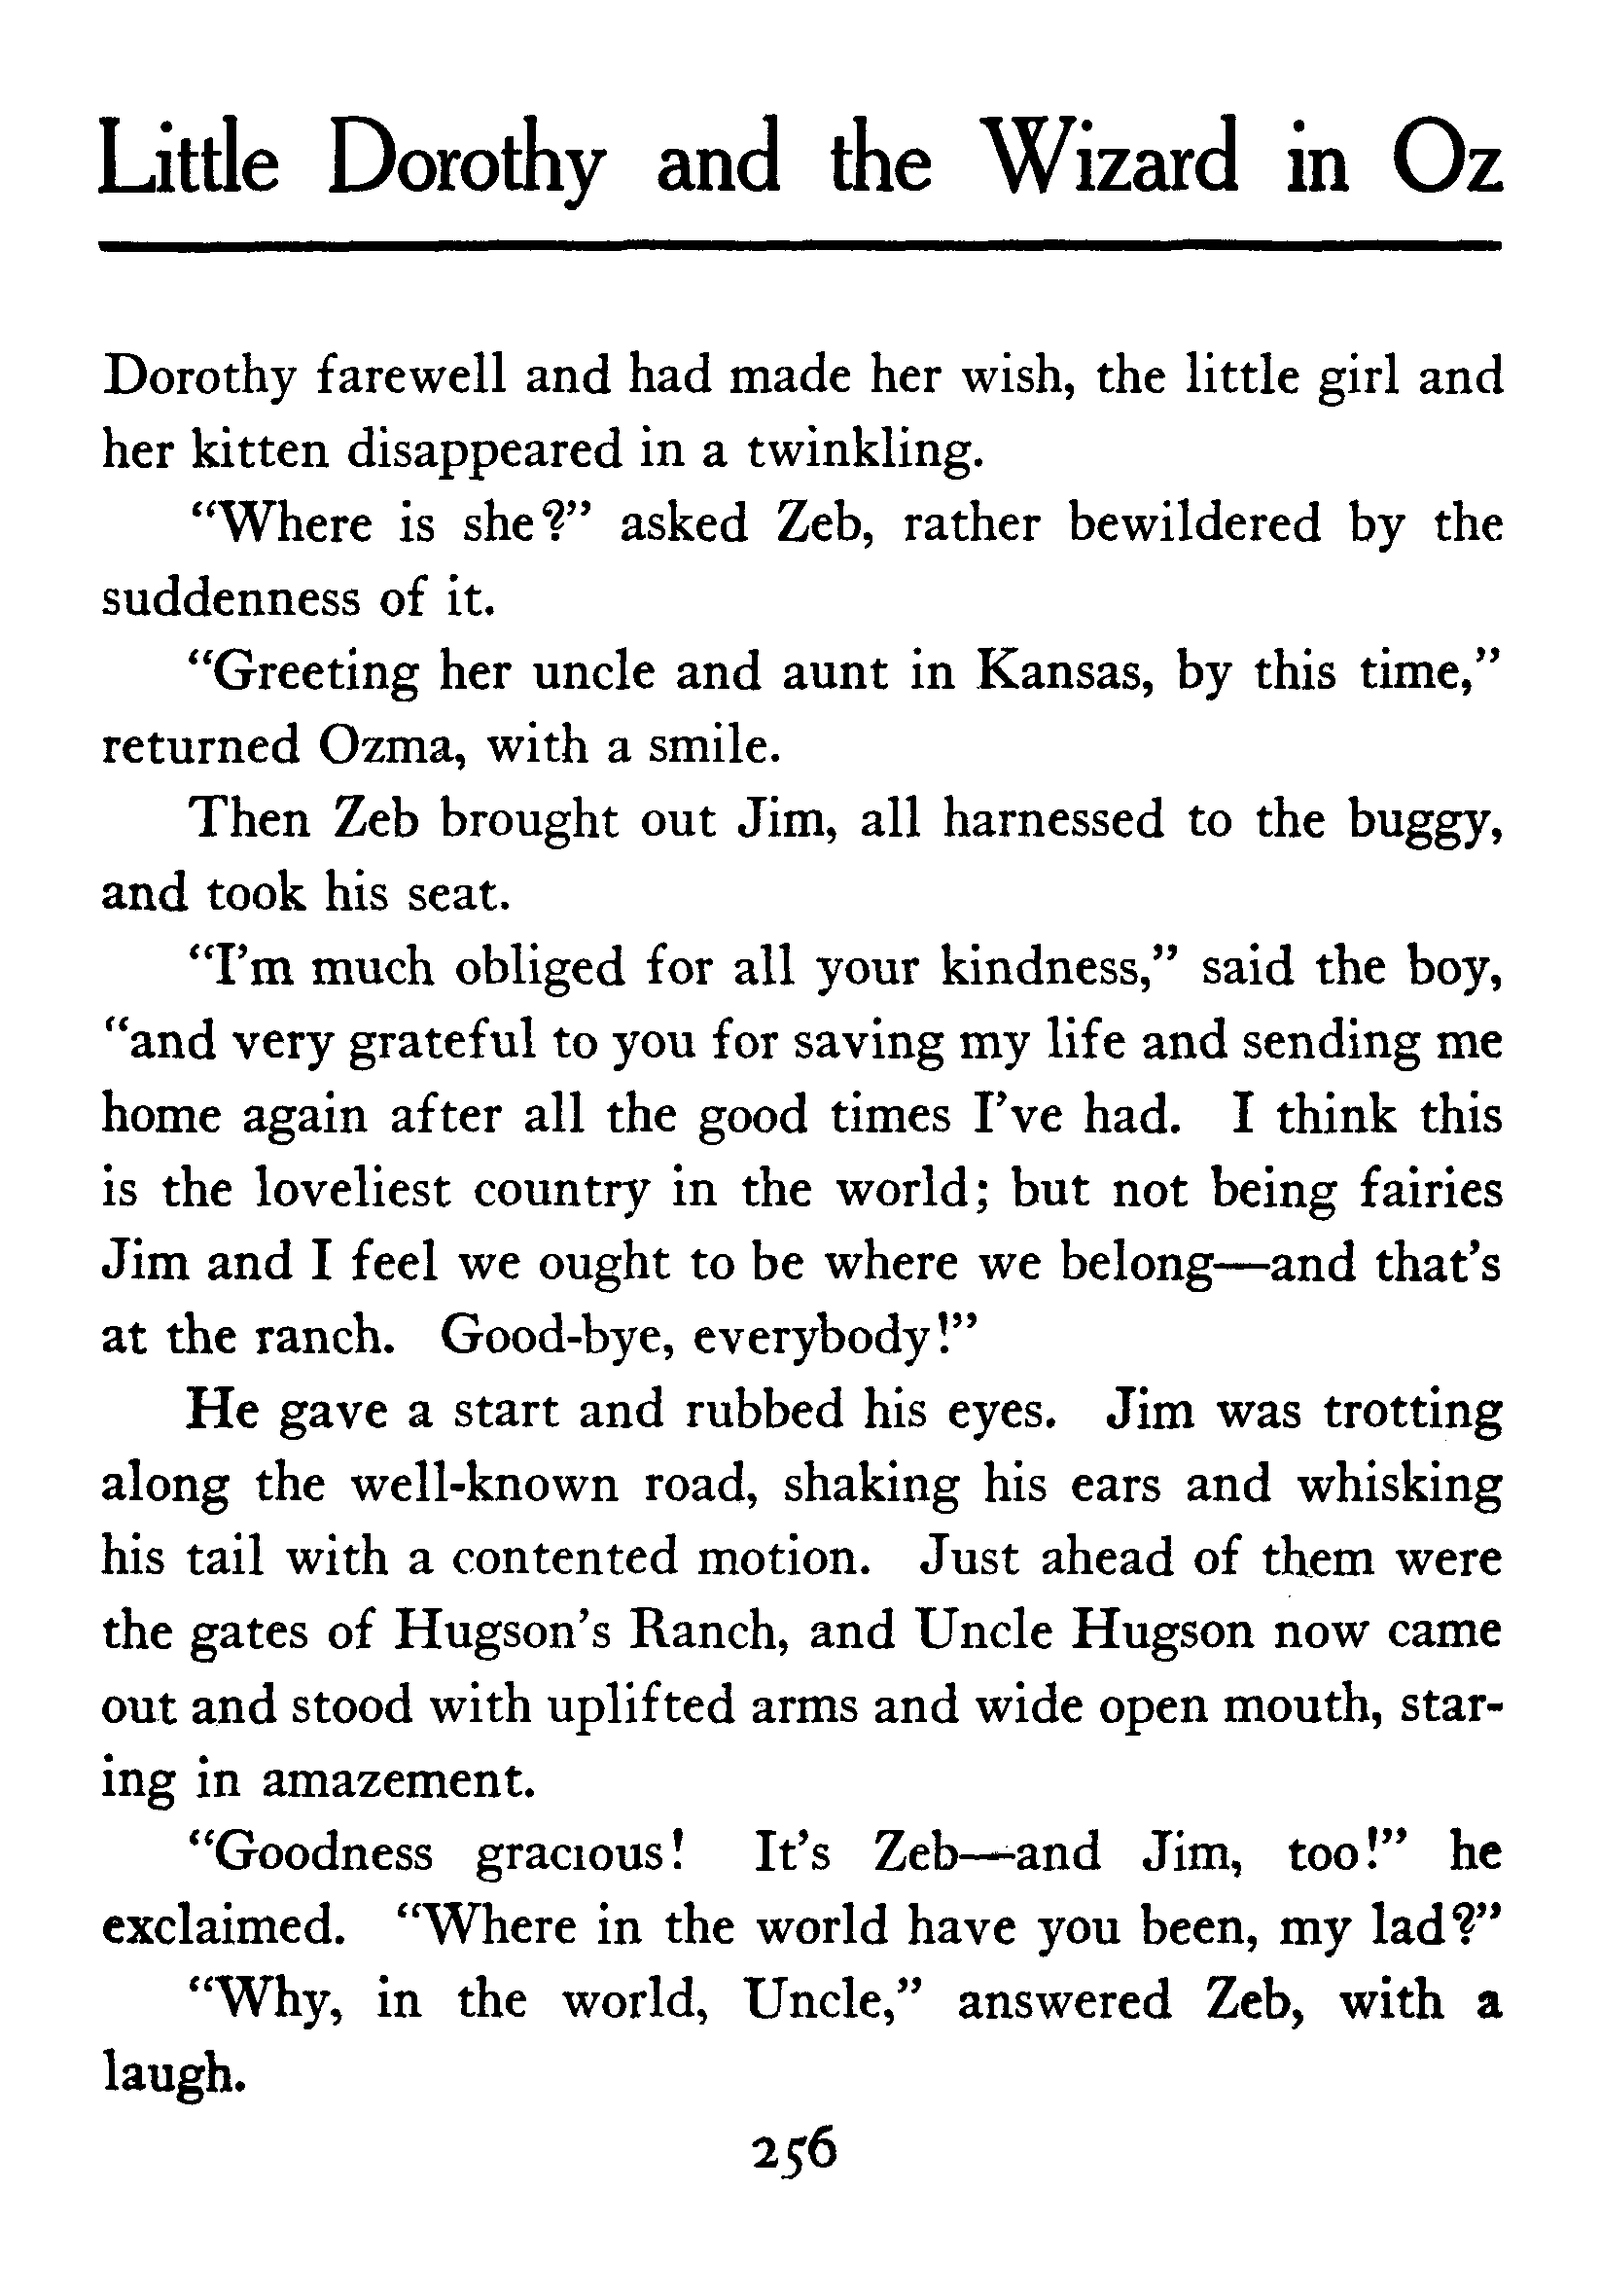 Little Dorothy and the Wizard in Oz
Dorothy farewell and had made her wish, the little girl and
her kitten disappeared in a twinkling.
“Where is she?” asked Zeb, rather bewildered by the
suddenness of it.
“Greeting her uncle and aunt in Kansas, by this time,”
returned Ozma, with a smile.
Then Zeb brought out Jim, all harnessed to the buggy,
and took his seat.
“I’m much obliged for all your kindness,” said the boy,
“and very grateful to you for saving my life and sending me
home again after all the good times I’ve had. I think this
is the loveliest country in the world; but not being fairies
Jim and I feel we ought to be where we belong—and that’s
at the ranch. Good-bye, everybody!”
He gave a start and rubbed his eyes. Jim was trotting
along the well-known road, shaking his ears and whisking
his tail with a contented motion. Just ahead of them were
the gates of Hugson’s Ranch, and Uncle Hugson now came
out and stood with uplifted arms and wide open mouth, star-
ing in amazement.
“Goodness gracious! It’s Zeb—and Jim, too!” he
exclaimed. “Where in the world have you been, my lad?”
“Why, in the world, Uncle,” answered Zeb, with a
laugh.
256